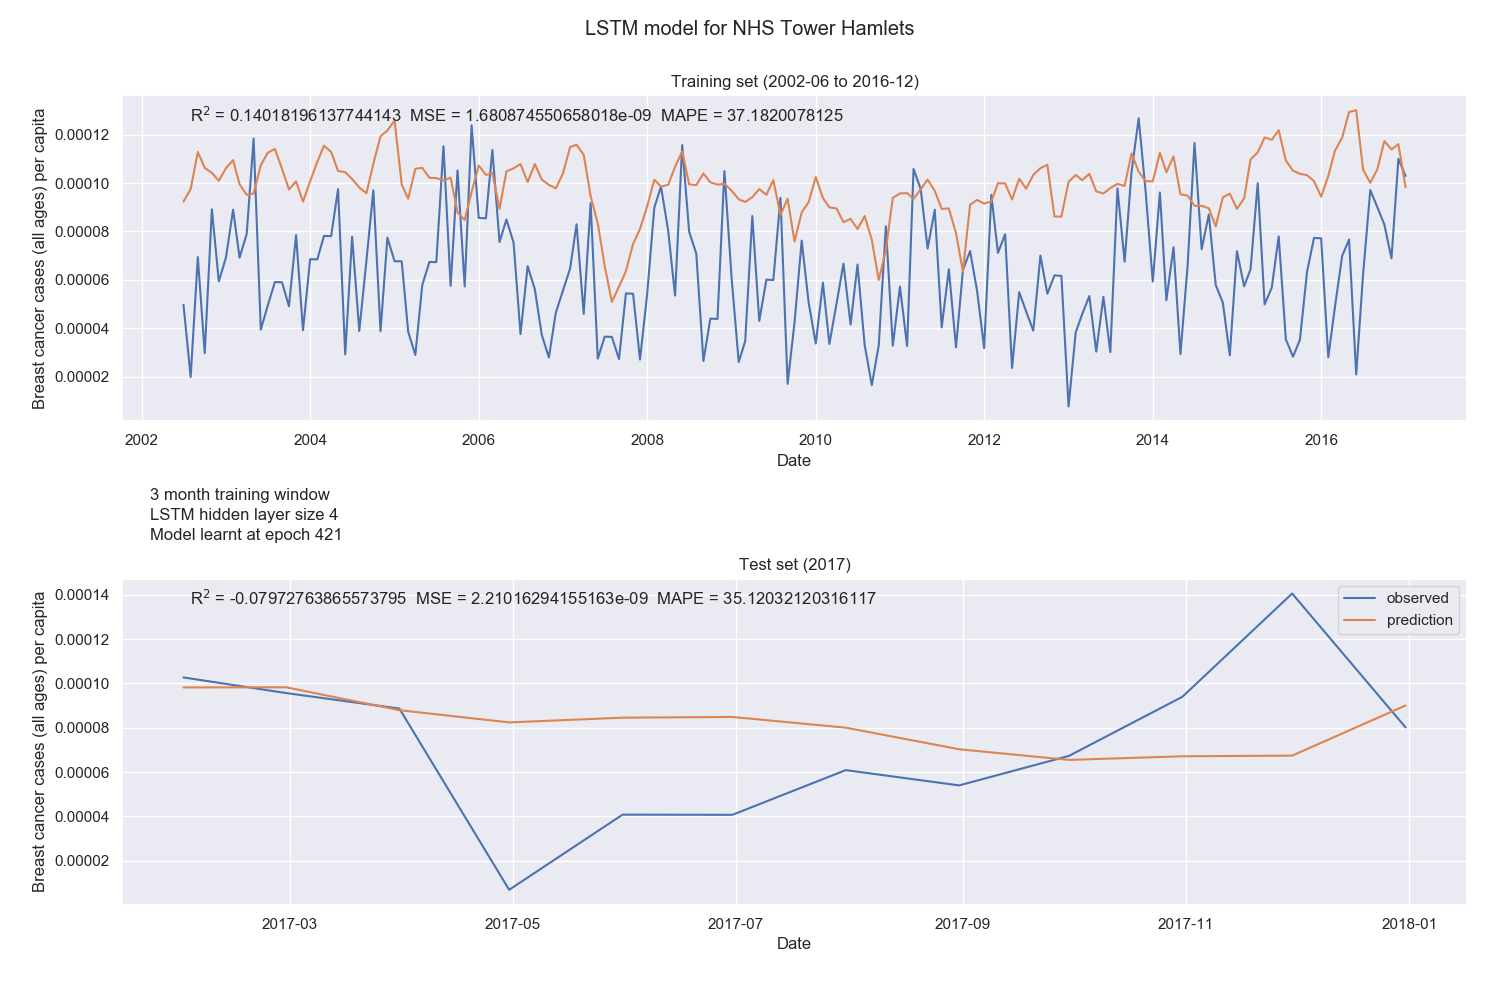 LSTM model for NHS Tower Hamlets
Training set (2002-06 to 2016-12)
R² = 0.14018196137744143 MSE = 1.680874550658018e-09 MAPE = 37.1820078125
Breast cancer cases (all ages) per capita
0.00012
0.00010
0.00008
0.00006
0.00004
0.00002
2002 2004 2006 2008 2010 2012 2014 2016
Date
3 month training window
LSTM hidden layer size 4
Model learnt at epoch 421
Test set (2017)
R² = -0.07972763865573795 MSE = 2.21016294155163e-09 MAPE = 35.12032120316117
observed
prediction
Breast cancer cases (all ages) per capita
0.00014
0.00012
0.00010
0.00008
0.00006
0.00004
0.00002
2017-03 2017-05 2017-07 2017-09 2017-11 2018-01
Date